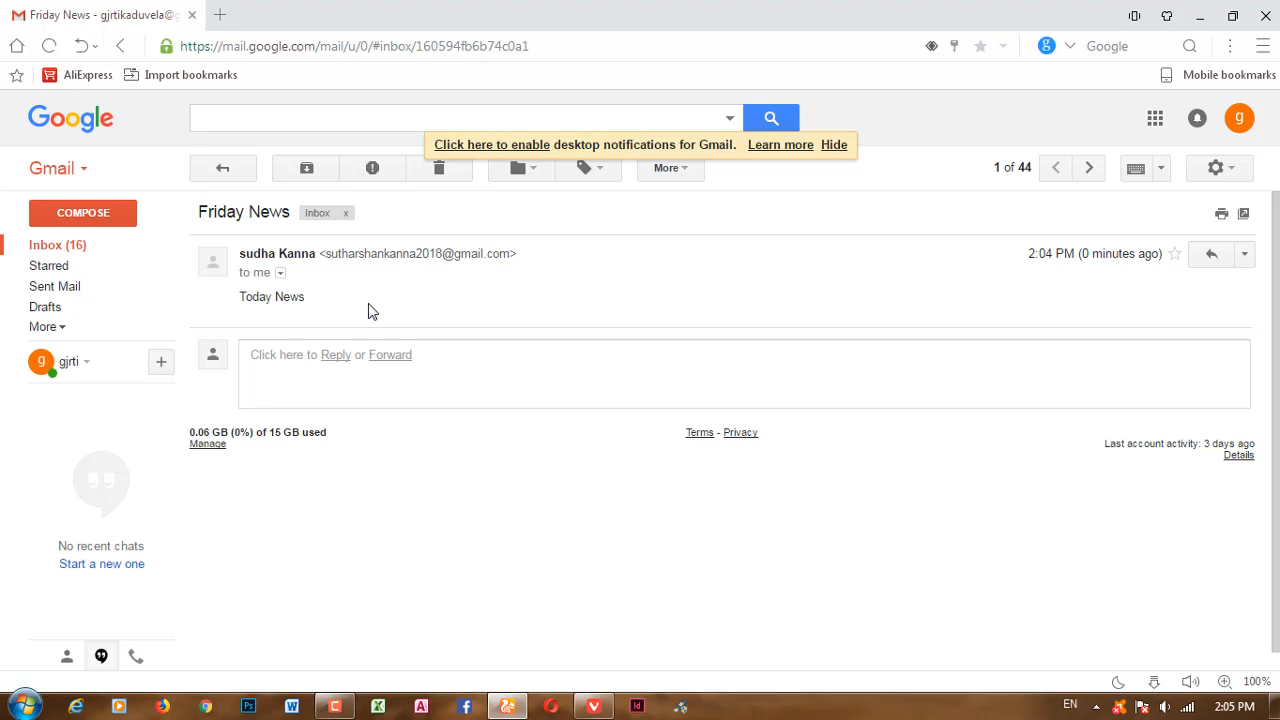 Friday News - gjrtikaduvela@g
https://mail.google.com/mail/u/0/#inbox/160594fb6b74c0a1
Google
AliExpress
Import bookmarks
Mobile bookmarks
Google
g
Click here to enable desktop notifications for Gmail. Learn more Hide
Gmail
More
1 of 44
COMPOSE
Friday News
Inbox x
Inbox (16)
sudha Kanna <sutharshankanna2018@gmail.com>
2:04 PM (0 minutes ago)
Starred
to me
Sent Mail
Today News
Drafts
More
g
gjrti
Click here to Reply or Forward
0.06 GB (0%) of 15 GB used
Manage
Terms - Privacy
Last account activity: 3 days ago
Details
No recent chats
Start a new one
100%
EN
2:05 PM